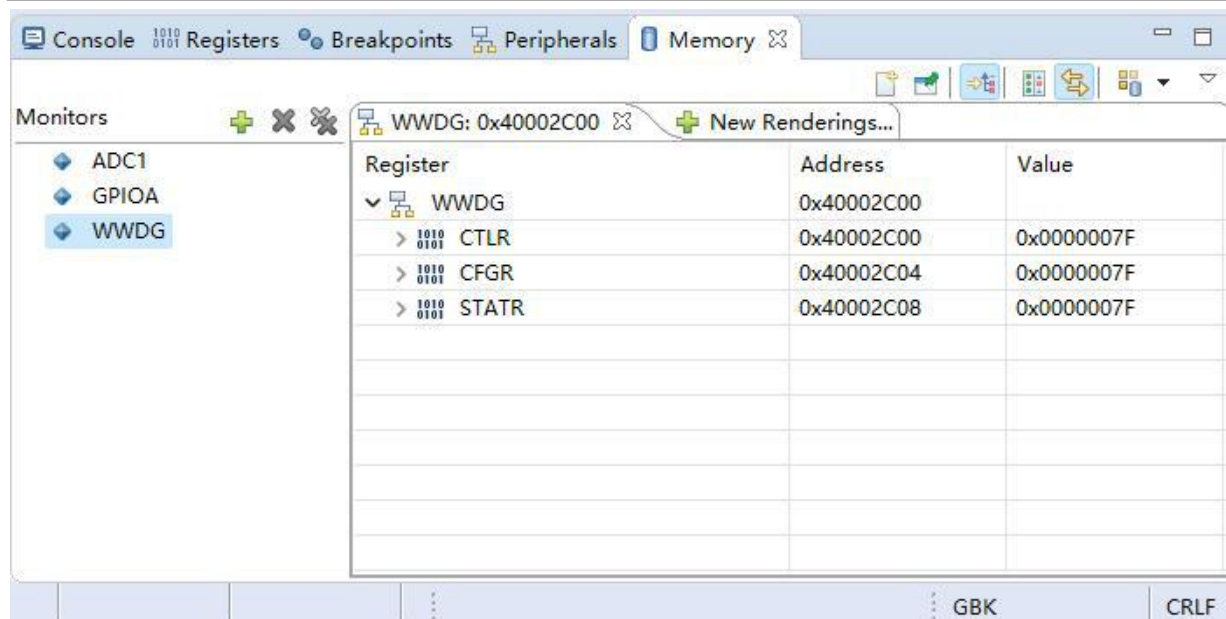 Console Registers Breakpoints Peripherals Memory
Monitors WWDG: 0x40002C00 New Renderings...
ADC1
GPIOA
WWDG
Register Address Value
WWDG 0x40002C00
CTLR 0x40002C00 0x0000007F
CFGR 0x40002C04 0x0000007F
STATR 0x40002C08 0x0000007F
GBK CRLF